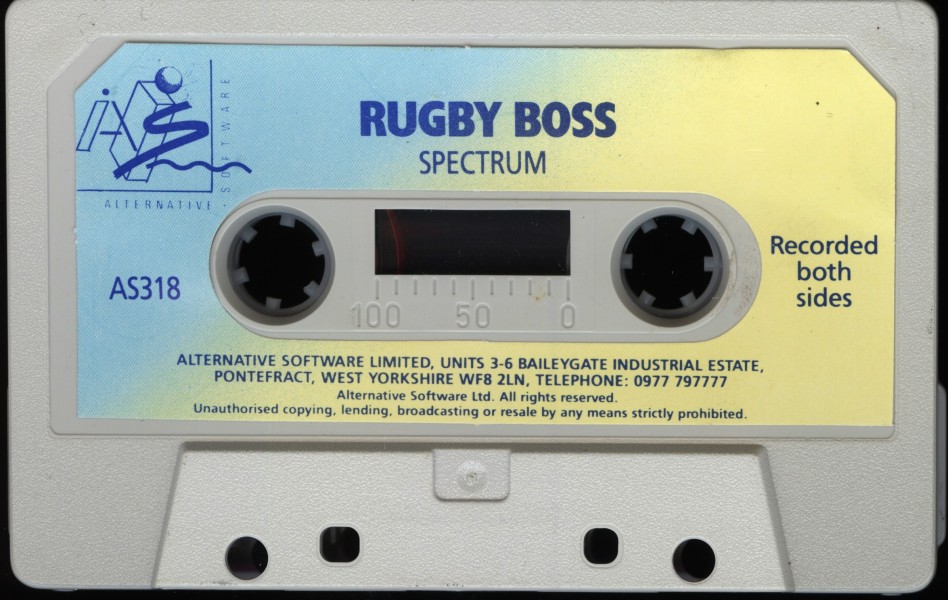 iAS
SOFTWARE
ALTERNATIVE
RUGBY BOSS
SPECTRUM
AS318
Recorded
both
sides
100 50 0
ALTERNATIVE SOFTWARE LIMITED, UNITS 3-6 BAILEYGATE INDUSTRIAL ESTATE,
PONTEFRACT, WEST YORKSHIRE WF8 2LN, TELEPHONE: 0977 797777
Alternative Software Ltd. All rights reserved.
Unauthorised copying, lending, broadcasting or resale by any means strictly prohibited.